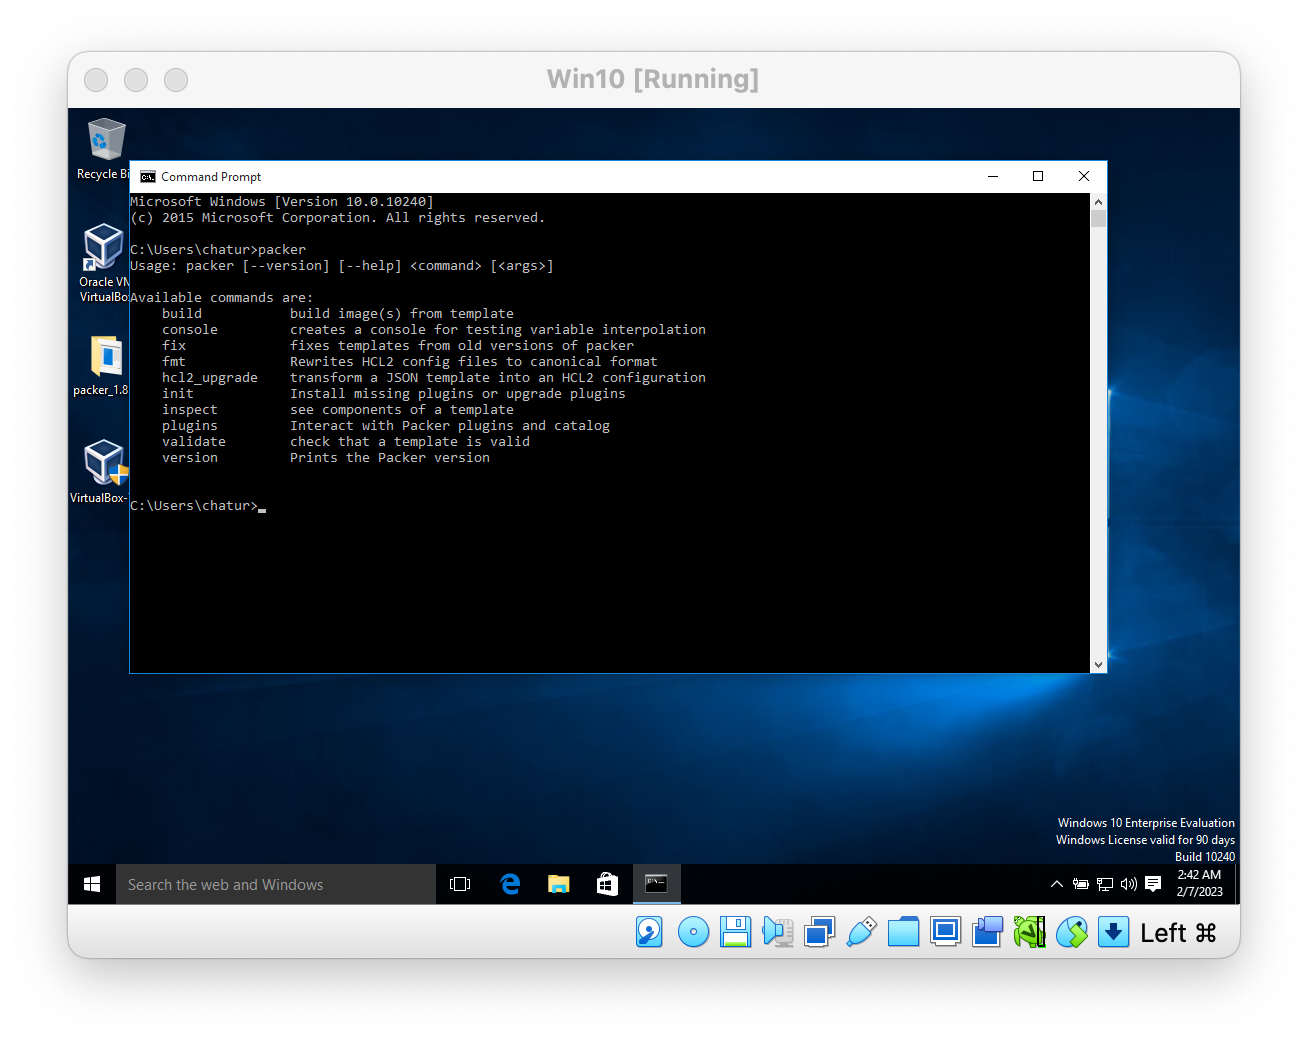 Win10 [Running]
Recycle Bi
Oracle VM
VirtualBox
packer_1.8
VirtualBox-
Command Prompt
Microsoft Windows [Version 10.0.10240]
(c) 2015 Microsoft Corporation. All rights reserved.
C:\Users\chatur>packer
Usage: packer [--version] [--help] <command> [<args>]
Available commands are:
build           build image(s) from template
console         creates a console for testing variable interpolation
fix             fixes templates from old versions of packer
fmt             Rewrites HCL2 config files to canonical format
hcl2_upgrade    transform a JSON template into an HCL2 configuration
init            Install missing plugins or upgrade plugins
inspect         see components of a template
plugins         Interact with Packer plugins and catalog
validate        check that a template is valid
version         Prints the Packer version
C:\Users\chatur>
Windows 10 Enterprise Evaluation
Windows License valid for 90 days
Build 10240
Search the web and Windows
2:42 AM
2/7/2023
Left ⌘